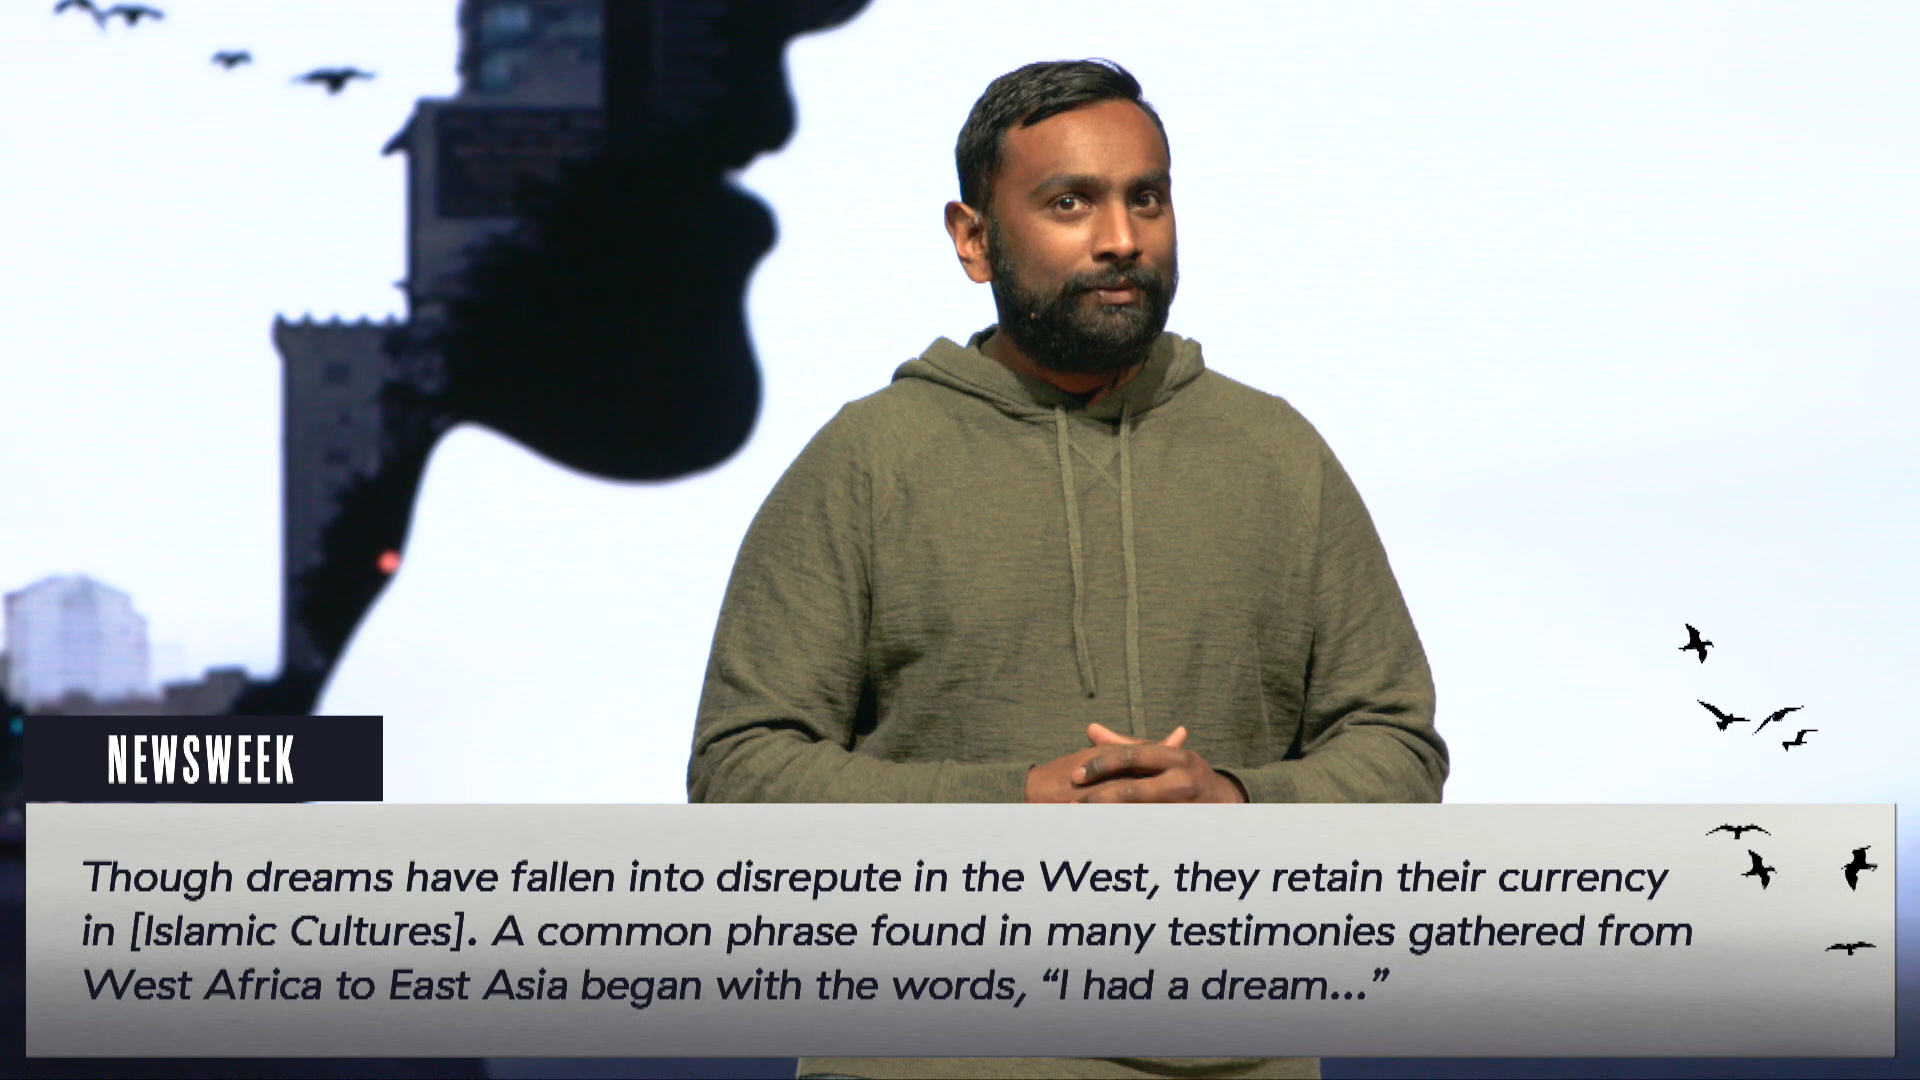 NEWSWEEK
Though dreams have fallen into disrepute in the West, they retain their currency
in [Islamic Cultures]. A common phrase found in many testimonies gathered from
West Africa to East Asia began with the words, “I had a dream...”